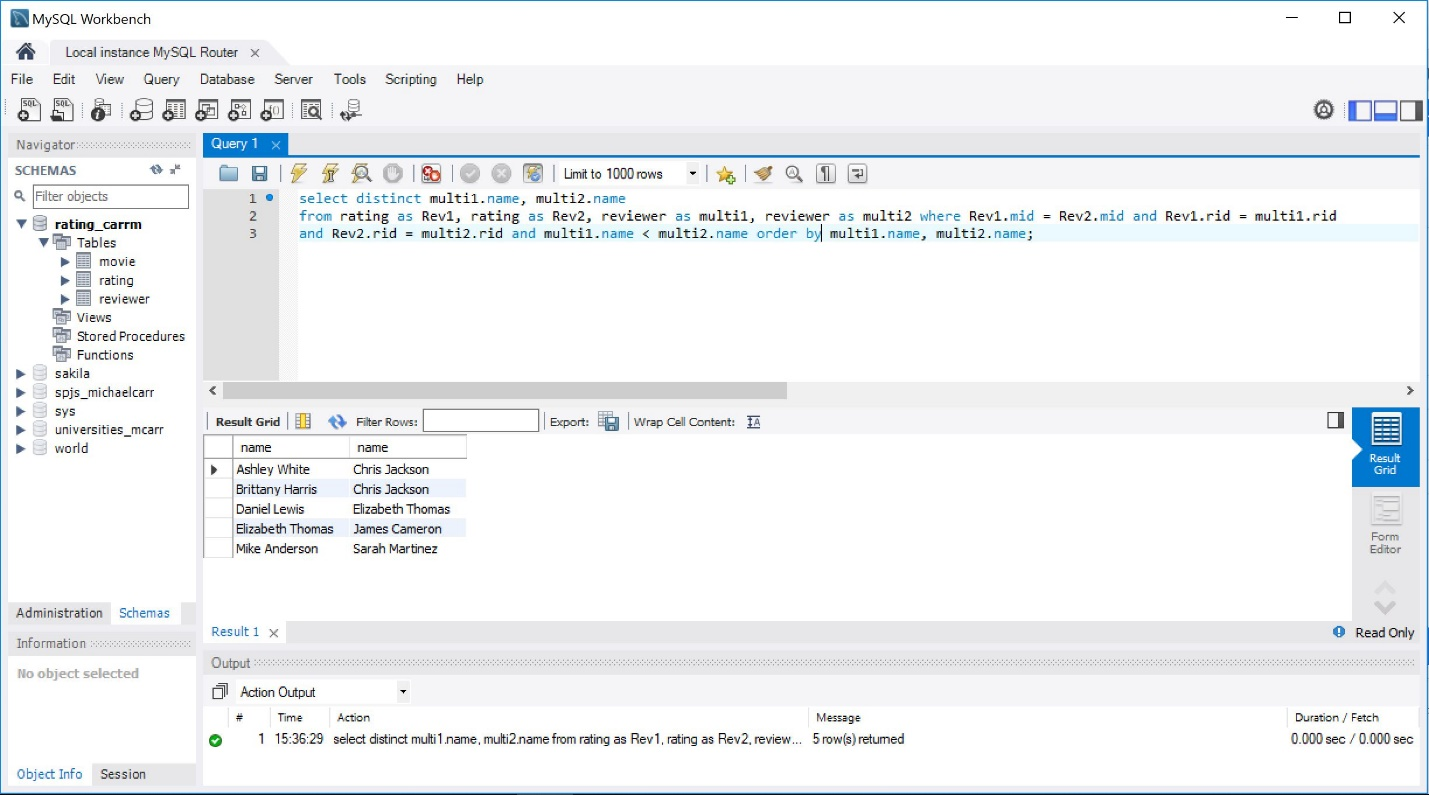 MySQL Workbench
Local instance MySQL Router
File Edit View Query Database Server Tools Scripting Help
Navigator
SCHEMAS
Filter objects
rating_carrm
Tables
movie
rating
reviewer
Views
Stored Procedures
Functions
sakila
spjs_michaelcarr
sys
universities_mcarr
world
Administration Schemas
Information
No object selected
Object Info Session
Query 1
Limit to 1000 rows
1 select distinct multi1.name, multi2.name
2 from rating as Rev1, rating as Rev2, reviewer as multi1, reviewer as multi2 where Rev1.mid = Rev2.mid and Rev1.rid = multi1.rid
3 and Rev2.rid = multi2.rid and multi1.name < multi2.name order by multi1.name, multi2.name;
Result Grid Filter Rows: Export: Wrap Cell Content:
name name
Ashley White Chris Jackson
Brittany Harris Chris Jackson
Daniel Lewis Elizabeth Thomas
Elizabeth Thomas James Cameron
Mike Anderson Sarah Martinez
Result
Grid
Form
Editor
Result 1
Read Only
Output
Action Output
# Time Action Message Duration / Fetch
1 15:36:29 select distinct multi1.name, multi2.name from rating as Rev1, rating as Rev2, review... 5 row(s) returned 0.000 sec / 0.000 sec